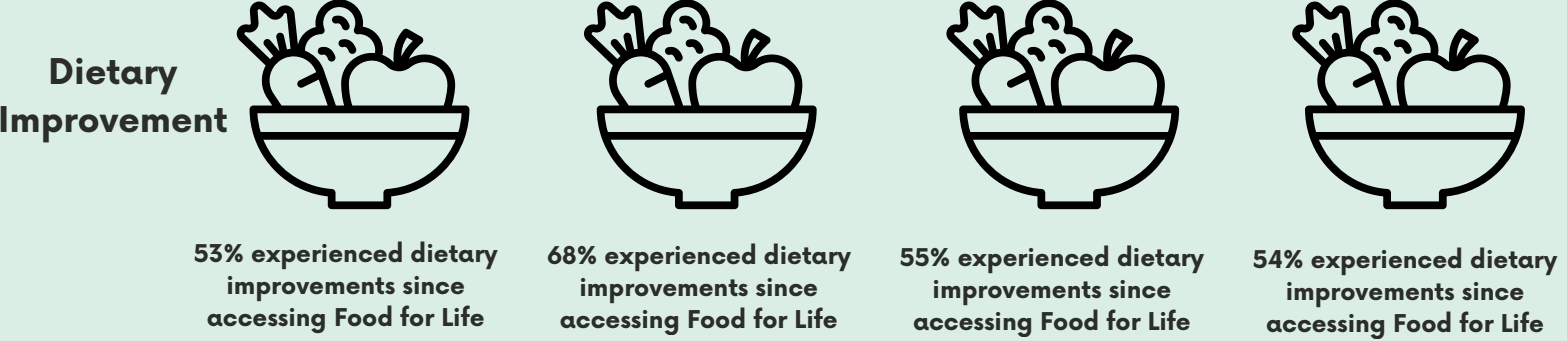 Dietary
Improvement
53% experienced dietary
improvements since
accessing Food for Life
68% experienced dietary
improvements since
accessing Food for Life
55% experienced dietary
improvements since
accessing Food for Life
54% experienced dietary
improvements since
accessing Food for Life